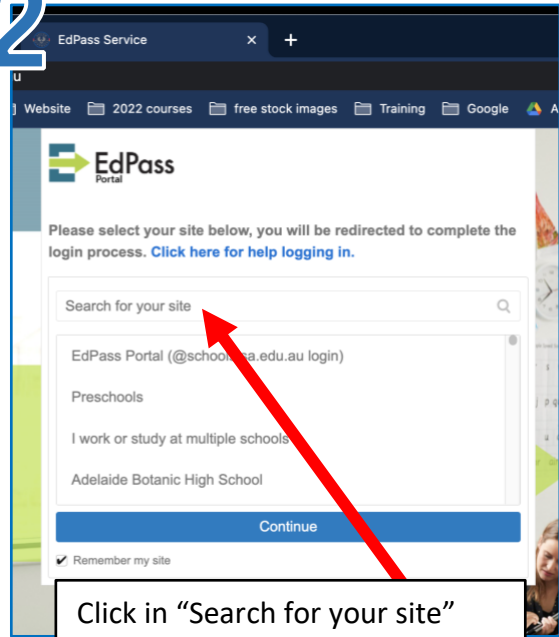 2
EdPass Service × +
u
Website 2022 courses free stock images Training Google A
EdPass
Portal
Please select your site below, you will be redirected to complete the
login process. Click here for help logging in.
Search for your site
EdPass Portal (@schools.sa.edu.au login)
Preschools
I work or study at multiple schools
Adelaide Botanic High School
Continue
Remember my site
Click in “Search for your site”